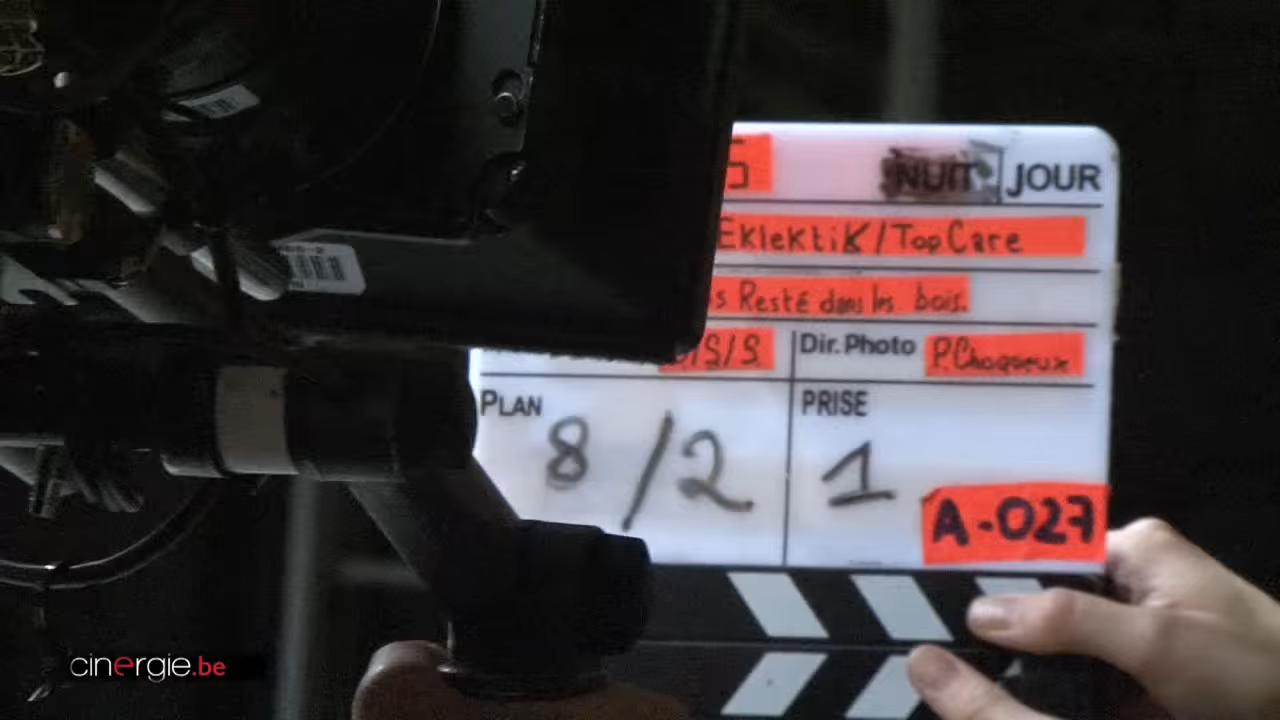 5 NUIT JOUR
Eklektik/Top Care
s Resté dans les bois.
/S/S. Dir. Photo P. Choqueux
PLAN PRISE
8/2 1
A-027
cinergie.be